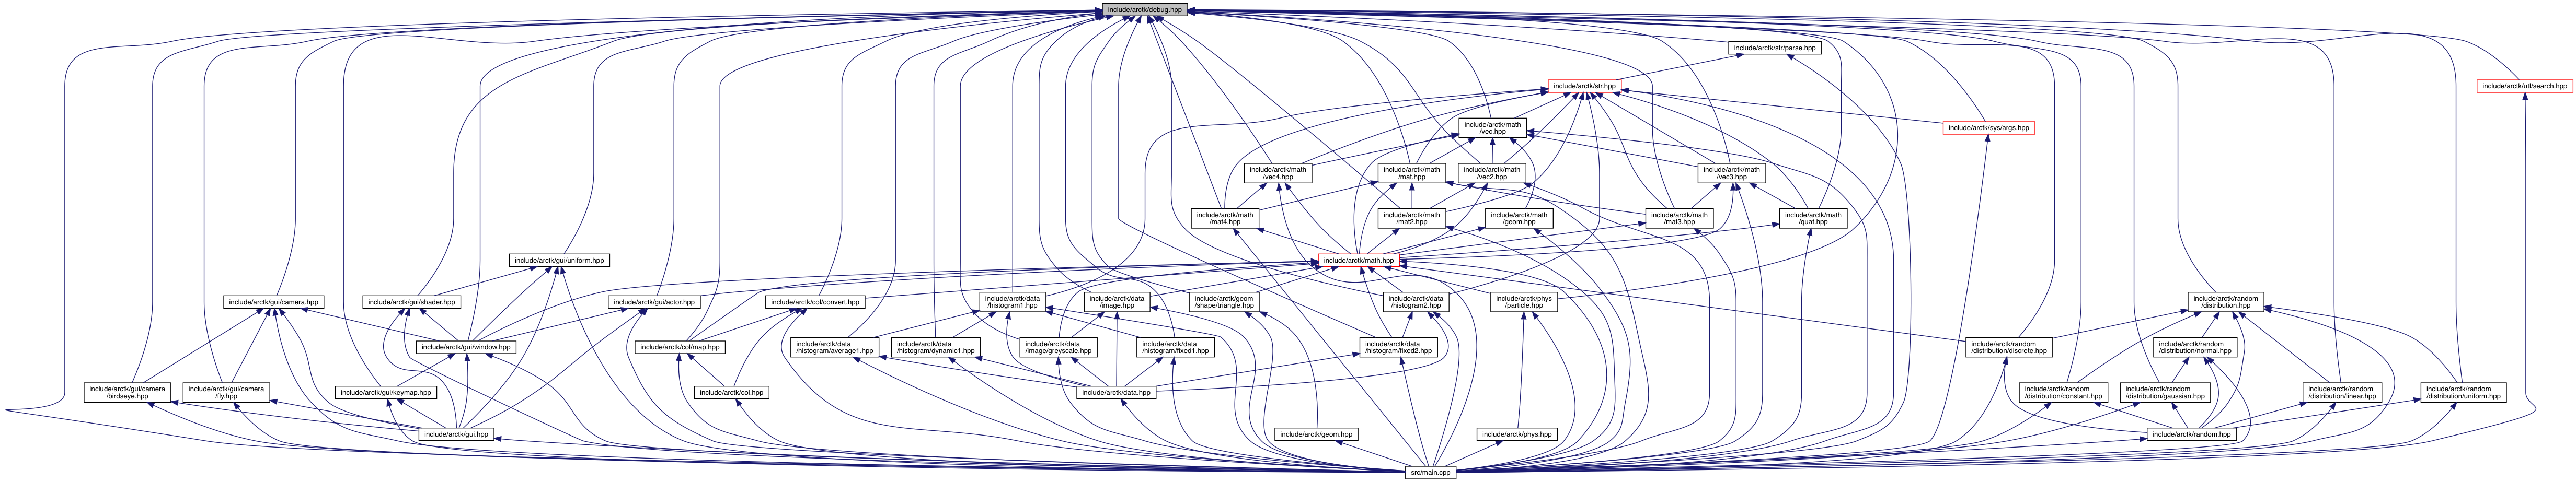 include/arctk/debug.hpp
include/arctk/str/parse.hpp
include/arctk/str.hpp
include/arctk/utl/search.hpp
include/arctk/math
/vec.hpp
include/arctk/sys/args.hpp
include/arctk/math
/vec4.hpp
include/arctk/math
/mat.hpp
include/arctk/math
/vec2.hpp
include/arctk/math
/vec3.hpp
include/arctk/math
/mat4.hpp
include/arctk/math
/mat2.hpp
include/arctk/math
/geom.hpp
include/arctk/math
/mat3.hpp
include/arctk/math
/quat.hpp
include/arctk/gui/uniform.hpp
include/arctk/math.hpp
include/arctk/gui/camera.hpp
include/arctk/gui/shader.hpp
include/arctk/gui/actor.hpp
include/arctk/col/convert.hpp
include/arctk/data
/histogram1.hpp
include/arctk/data
/image.hpp
include/arctk/geom
/shape/triangle.hpp
include/arctk/data
/histogram2.hpp
include/arctk/phys
/particle.hpp
include/arctk/random
/distribution.hpp
include/arctk/gui/window.hpp
include/arctk/col/map.hpp
include/arctk/data
/histogram/average1.hpp
include/arctk/data
/histogram/dynamic1.hpp
include/arctk/data
/image/greyscale.hpp
include/arctk/data
/histogram/fixed1.hpp
include/arctk/data
/histogram/fixed2.hpp
include/arctk/random
/distribution/discrete.hpp
include/arctk/random
/distribution/normal.hpp
include/arctk/gui/camera
/birdseye.hpp
include/arctk/gui/camera
/fly.hpp
include/arctk/gui/keymap.hpp
include/arctk/col.hpp
include/arctk/data.hpp
include/arctk/random
/distribution/constant.hpp
include/arctk/random
/distribution/gaussian.hpp
include/arctk/random
/distribution/linear.hpp
include/arctk/random
/distribution/uniform.hpp
include/arctk/gui.hpp
include/arctk/geom.hpp
include/arctk/phys.hpp
include/arctk/random.hpp
src/main.cpp